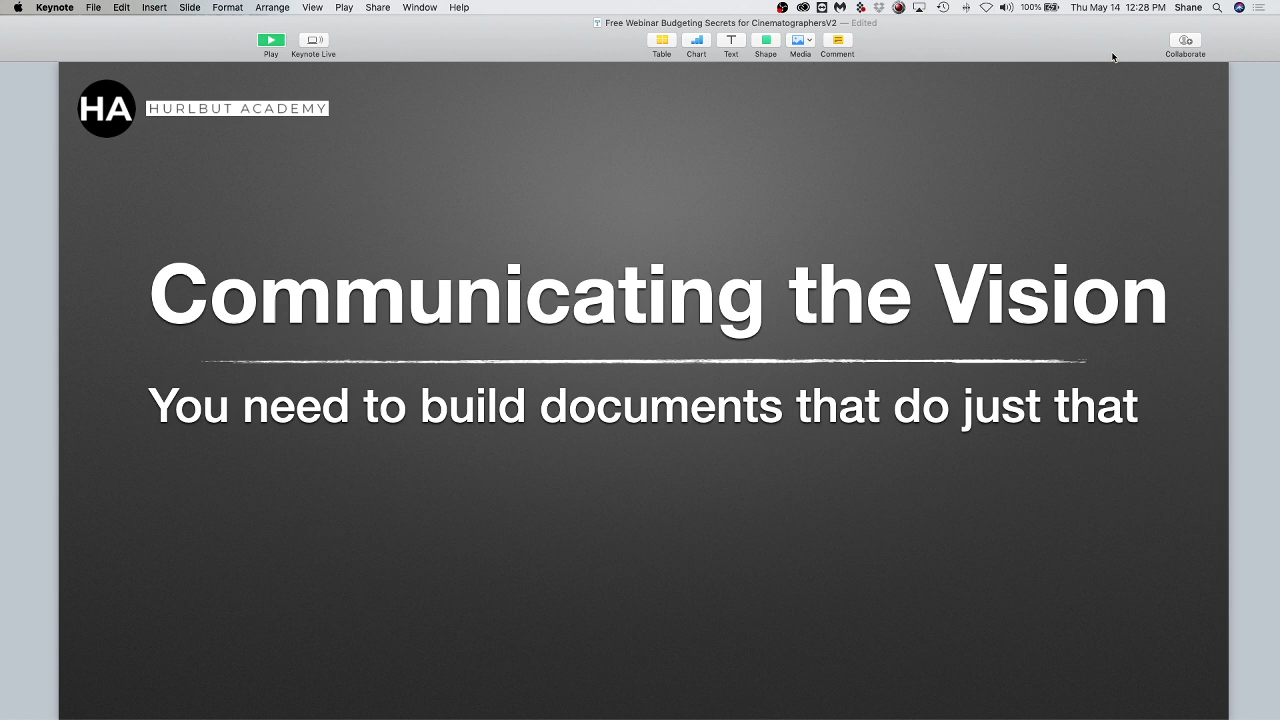 Keynote File Edit Insert Slide Format Arrange View Play Share Window Help 100% Thu May 14 12:28 PM Shane
Free Webinar Budgeting Secrets for CinematographersV2 — Edited
Play Keynote Live Table Chart Text Shape Media Comment Collaborate
HA HURLBUT ACADEMY
Communicating the Vision
You need to build documents that do just that